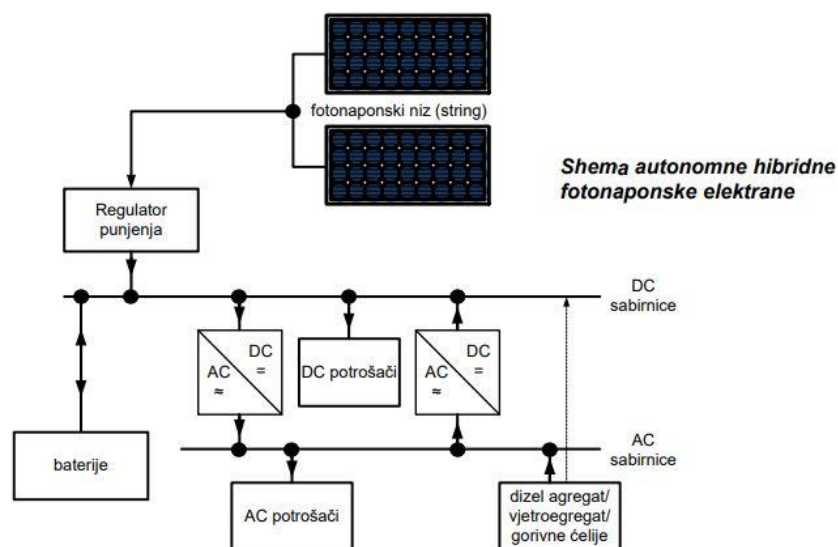 fotonaponski niz (string)
Shema autonomne hibridne
fotonaponske elektrane
Regulator
punjenja
DC
sabirnice
DC
=
AC
≈
DC potrošači
DC
=
AC
≈
baterije
AC
sabirnice
AC potrošači
dizel agregat/
vjetroegregat/
gorivne ćelije